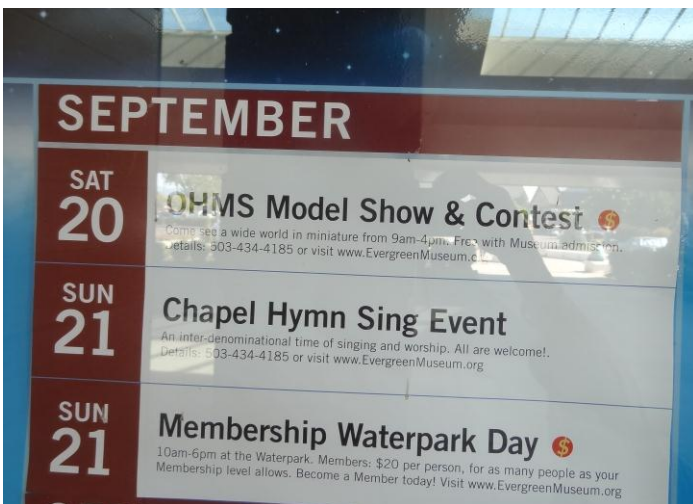 SEPTEMBER
SAT
20
OHMS Model Show & Contest $
Come see a wide world in miniature from 9am-4pm. Free with Museum admission.
Details: 503-434-4185 or visit www.EvergreenMuseum.o
SUN
21
Chapel Hymn Sing Event
An inter-denominational time of singing and worship. All are welcome!.
Details: 503-434-4185 or visit www.EvergreenMuseum.org
SUN
21
Membership Waterpark Day $
10am-6pm at the Waterpark. Members: $20 per person, for as many people as your
Membership level allows. Become a Member today! Visit www.EvergreenMuseum.org